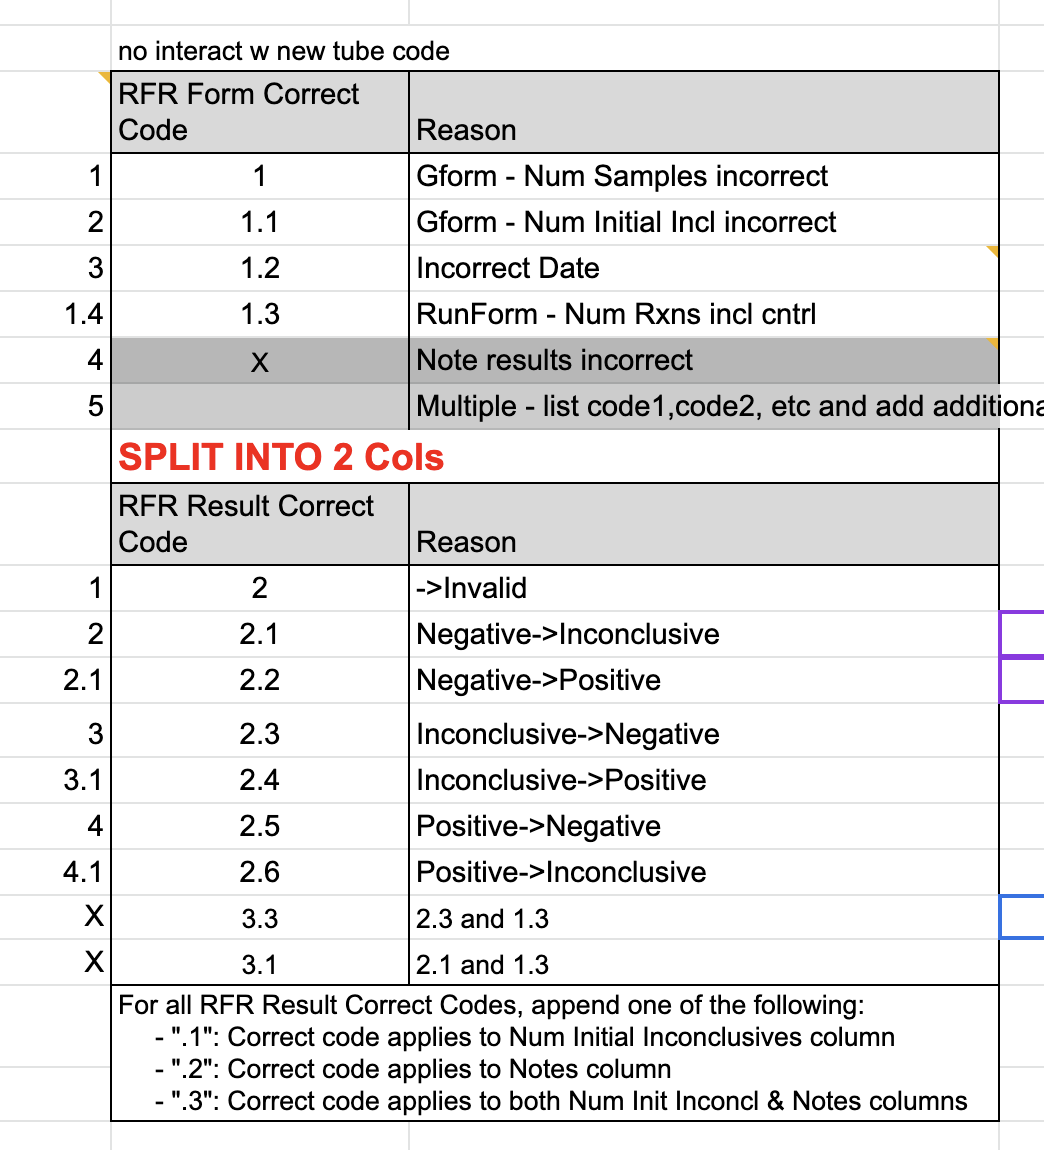 no interact w new tube code
RFR Form Correct
Code
Reason
1 1 Gform - Num Samples incorrect
2 1.1 Gform - Num Initial Incl incorrect
3 1.2 Incorrect Date
1.4 1.3 RunForm - Num Rxns incl cntrl
4 X Note results incorrect
5 Multiple - list code1,code2, etc and add
SPLIT INTO 2 Cols
RFR Result Correct
Code
Reason
1 2 ->Invalid
2 2.1 Negative->Inconclusive
2.1 2.2 Negative->Positive
3 2.3 Inconclusive->Negative
3.1 2.4 Inconclusive->Positive
4 2.5 Positive->Negative
4.1 2.6 Positive->Inconclusive
X 3.3 2.3 and 1.3
X 3.1 2.1 and 1.3
For all RFR Result Correct Codes, append one of the following:
- ".1": Correct code applies to Num Initial Inconclusives column
- ".2": Correct code applies to Notes column
- ".3": Correct code applies to both Num Init Inconcl & Notes columns